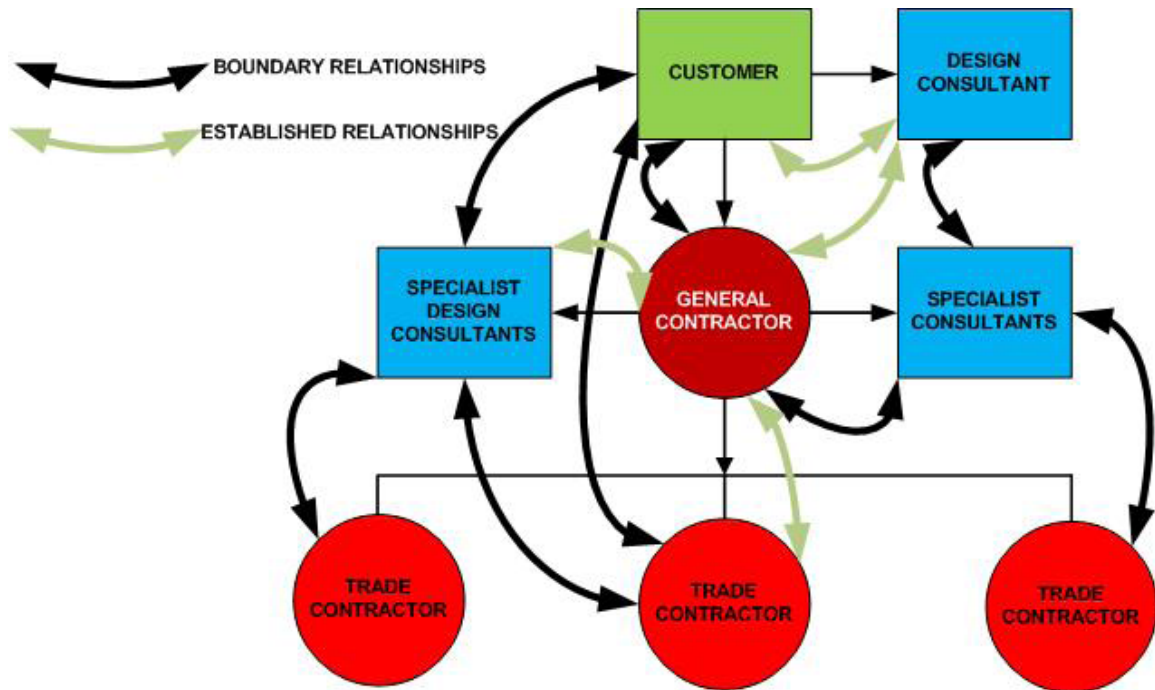 BOUNDARY RELATIONSHIPS
ESTABLISHED RELATIONSHIPS
CUSTOMER
DESIGN
CONSULTANT
SPECIALIST
DESIGN
CONSULTANTS
GENERAL
CONTRACTOR
SPECIALIST
CONSULTANTS
TRADE
CONTRACTOR
TRADE
CONTRACTOR
TRADE
CONTRACTOR